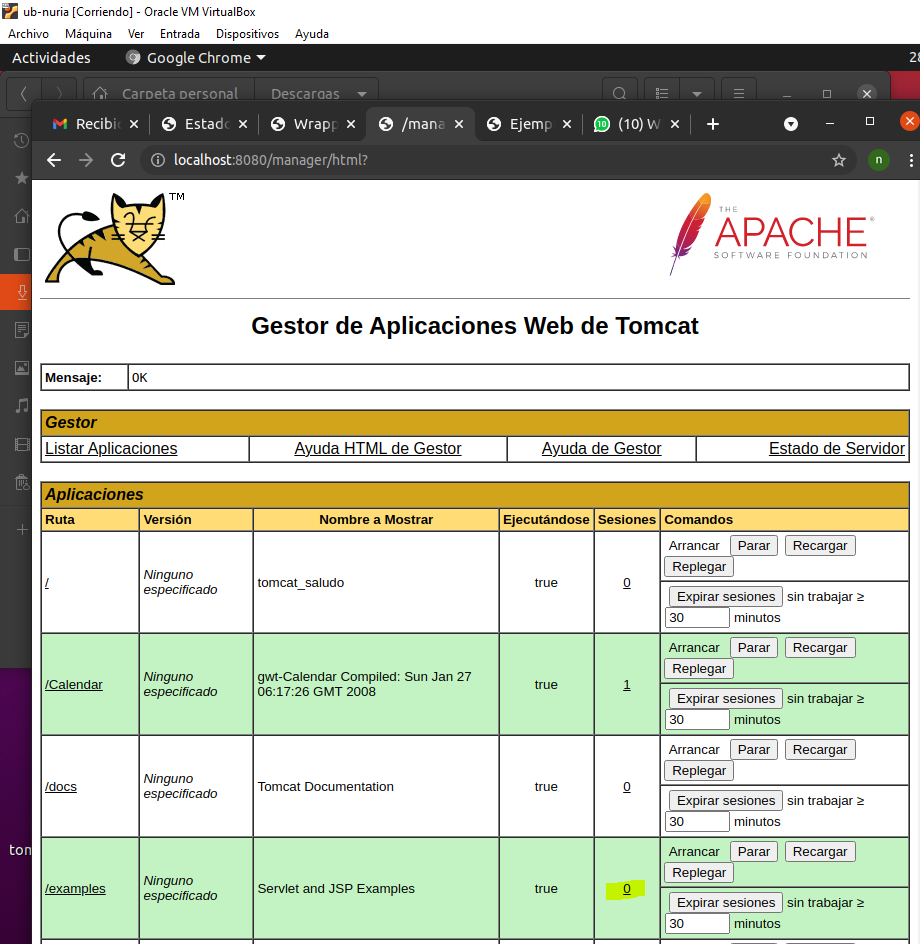 ub-nuria [Corriendo] - Oracle VM VirtualBox
Archivo Máquina Ver Entrada Dispositivos Ayuda
Actividades Google Chrome 28
Carpeta personal Descargas
Recibi Estado Wrapp /mana Ejemp (10) W
localhost:8080/manager/html?
n
TM
THE
APACHE®
SOFTWARE FOUNDATION
Gestor de Aplicaciones Web de Tomcat
Mensaje: OK
Gestor
Listar Aplicaciones Ayuda HTML de Gestor Ayuda de Gestor Estado de Servidor
Aplicaciones
Ruta Versión Nombre a Mostrar Ejecutándose Sesiones Comandos
/ Ninguno especificado tomcat_saludo true 0 Arrancar Parar Recargar
Replegar
Expirar sesiones sin trabajar ≥
30 minutos
/Calendar Ninguno especificado gwt-Calendar Compiled: Sun Jan 27 06:17:26 GMT 2008 true 1 Arrancar Parar Recargar
Replegar
Expirar sesiones sin trabajar ≥
30 minutos
/docs Ninguno especificado Tomcat Documentation true 0 Arrancar Parar Recargar
Replegar
Expirar sesiones sin trabajar ≥
30 minutos
tom
/examples Ninguno especificado Servlet and JSP Examples true 0 Arrancar Parar Recargar
Replegar
Expirar sesiones sin trabajar ≥
30 minutos